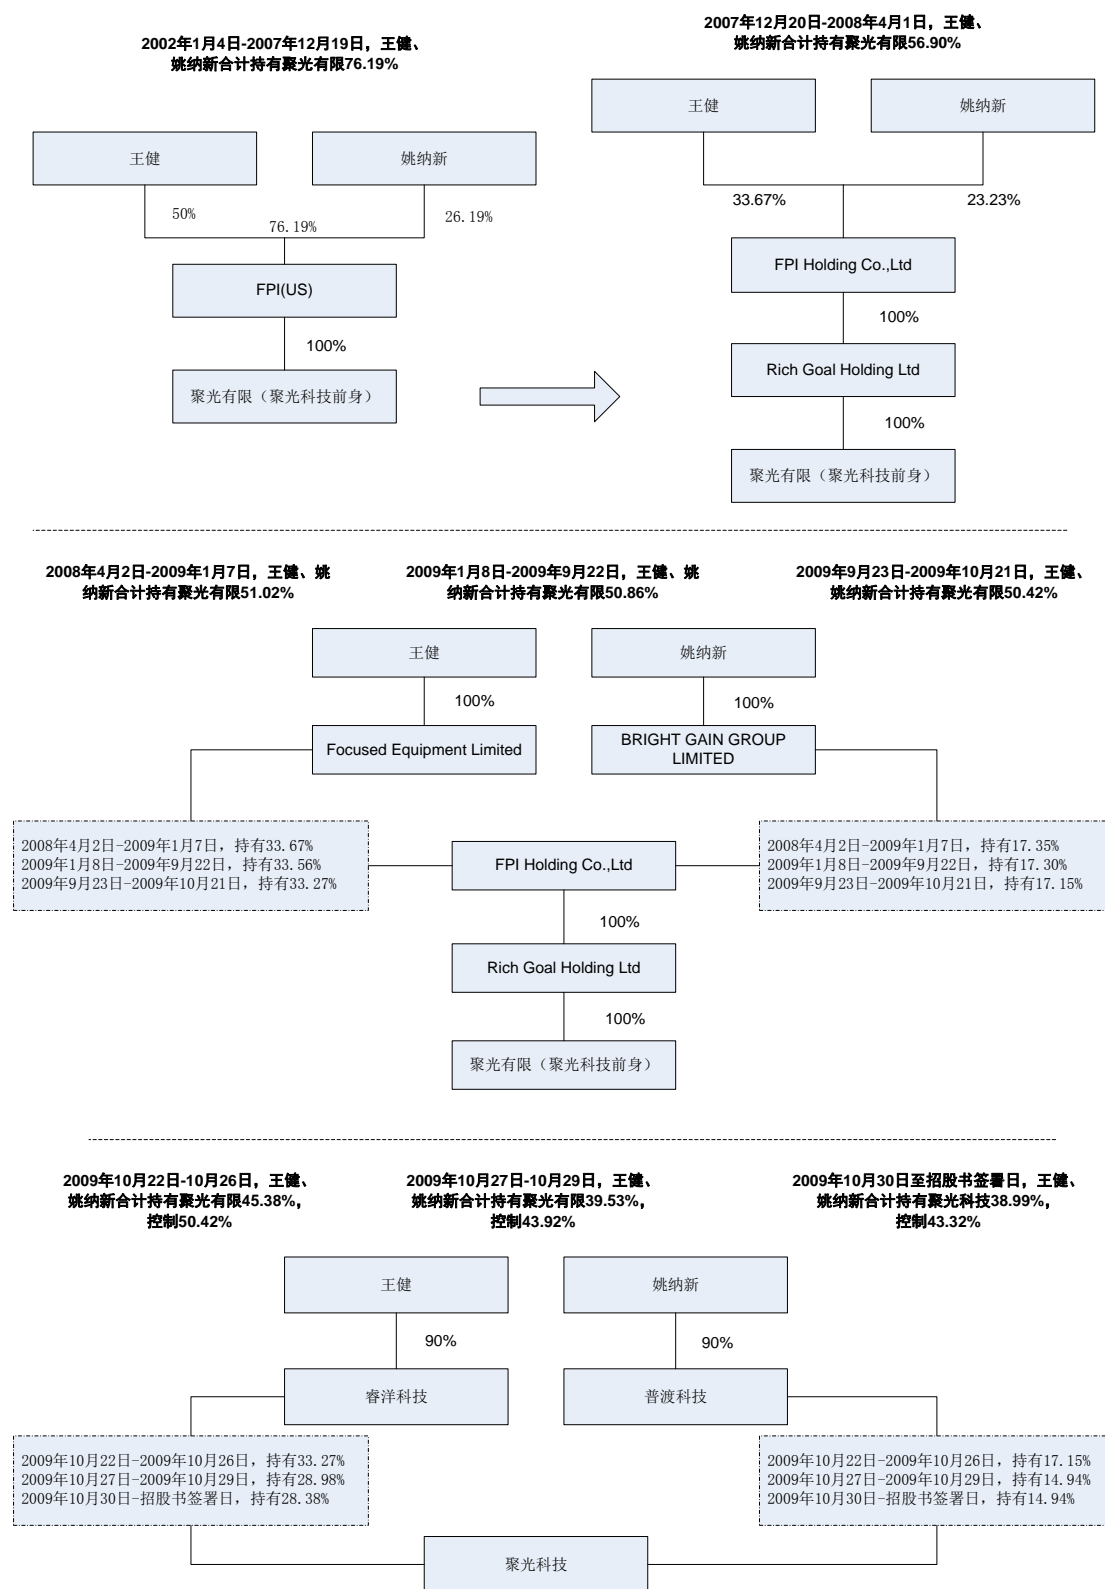 2002年1月4日-2007年12月19日，王健、
姚纳新合计持有聚光有限76.19%
2007年12月20日-2008年4月1日，王健、
姚纳新合计持有聚光有限56.90%
王健
姚纳新
50%
76.19%
26.19%
FPI(US)
100%
聚光有限（聚光科技前身）
王健
姚纳新
33.67%
23.23%
FPI Holding Co.,Ltd
100%
Rich Goal Holding Ltd
100%
聚光有限（聚光科技前身）
2008年4月2日-2009年1月7日，王健、姚
纳新合计持有聚光有限51.02%
2009年1月8日-2009年9月22日，王健、姚
纳新合计持有聚光有限50.86%
2009年9月23日-2009年10月21日，王健、
姚纳新合计持有聚光有限50.42%
王健
姚纳新
100%
100%
Focused Equipment Limited
BRIGHT GAIN GROUP
LIMITED
2008年4月2日-2009年1月7日，持有33.67%
2009年1月8日-2009年9月22日，持有33.56%
2009年9月23日-2009年10月21日，持有33.27%
FPI Holding Co.,Ltd
2008年4月2日-2009年1月7日，持有17.35%
2009年1月8日-2009年9月22日，持有17.30%
2009年9月23日-2009年10月21日，持有17.15%
100%
Rich Goal Holding Ltd
100%
聚光有限（聚光科技前身）
2009年10月22日-10月26日，王健、
姚纳新合计持有聚光有限45.38%，
控制50.42%
2009年10月27日-10月29日，王健、
姚纳新合计持有聚光有限39.53%，
控制43.92%
2009年10月30日至招股书签署日，王健、
姚纳新合计持有聚光科技38.99%，
控制43.32%
王健
姚纳新
90%
90%
睿洋科技
普渡科技
2009年10月22日-2009年10月26日，持有33.27%
2009年10月27日-2009年10月29日，持有28.98%
2009年10月30日-招股书签署日，持有28.38%
2009年10月22日-2009年10月26日，持有17.15%
2009年10月27日-2009年10月29日，持有14.94%
2009年10月30日-招股书签署日，持有14.94%
聚光科技